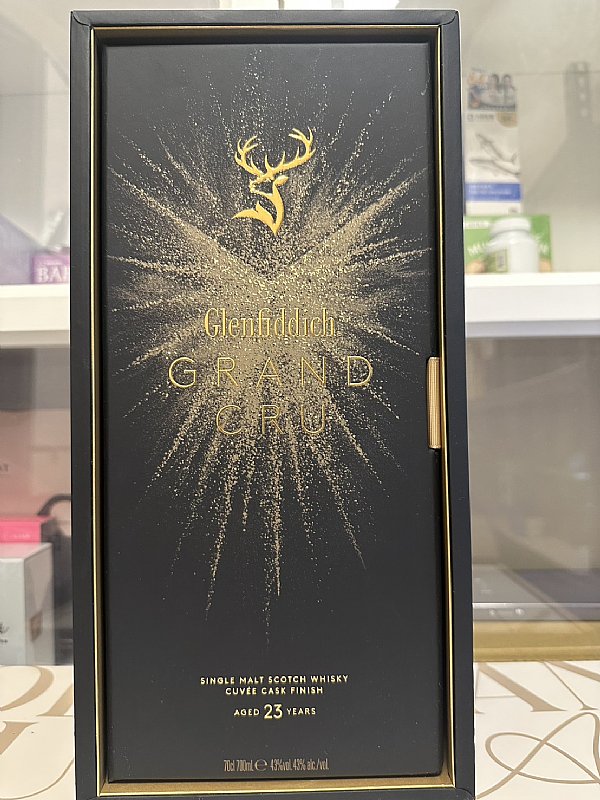 Glenfiddich
GRAND
CRU
SINGLE MALT SCOTCH WHISKY
CUVÉE CASK FINISH
AGED 23 YEARS
70cl 700mL e 43%vol. 43% alc./vol.
BAI